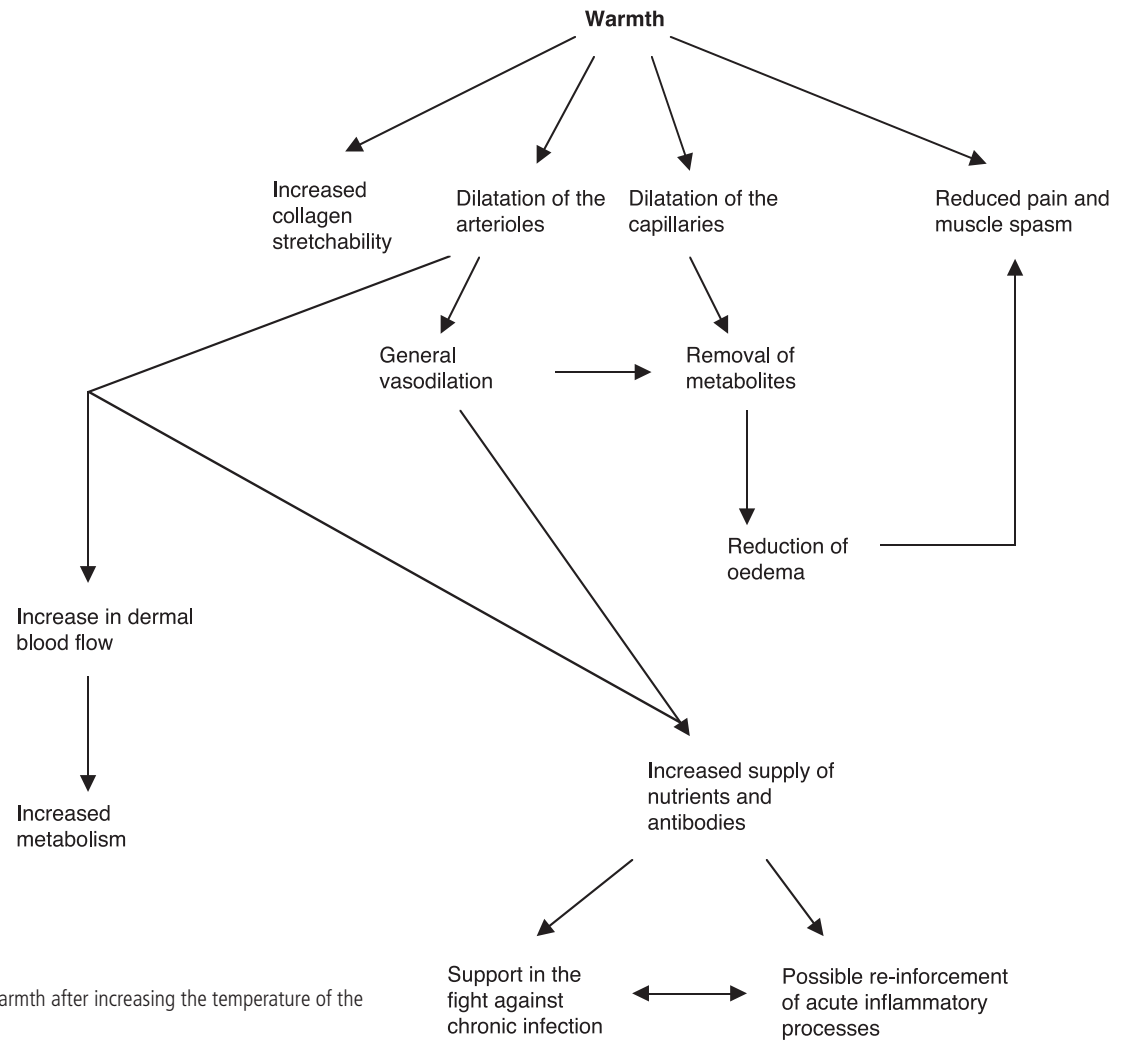 Warmth
Increased
collagen
stretchability
Dilatation of the
arterioles
Dilatation of the
capillaries
Reduced pain and
muscle spasm
General
vasodilation
Removal of
metabolites
Reduction of
oedema
Increase in dermal
blood flow
Increased supply of
nutrients and
antibodies
Increased
metabolism
Support in the
fight against
chronic infection
Possible re-inforcement
of acute inflammatory
processes
armth after increasing the temperature of the